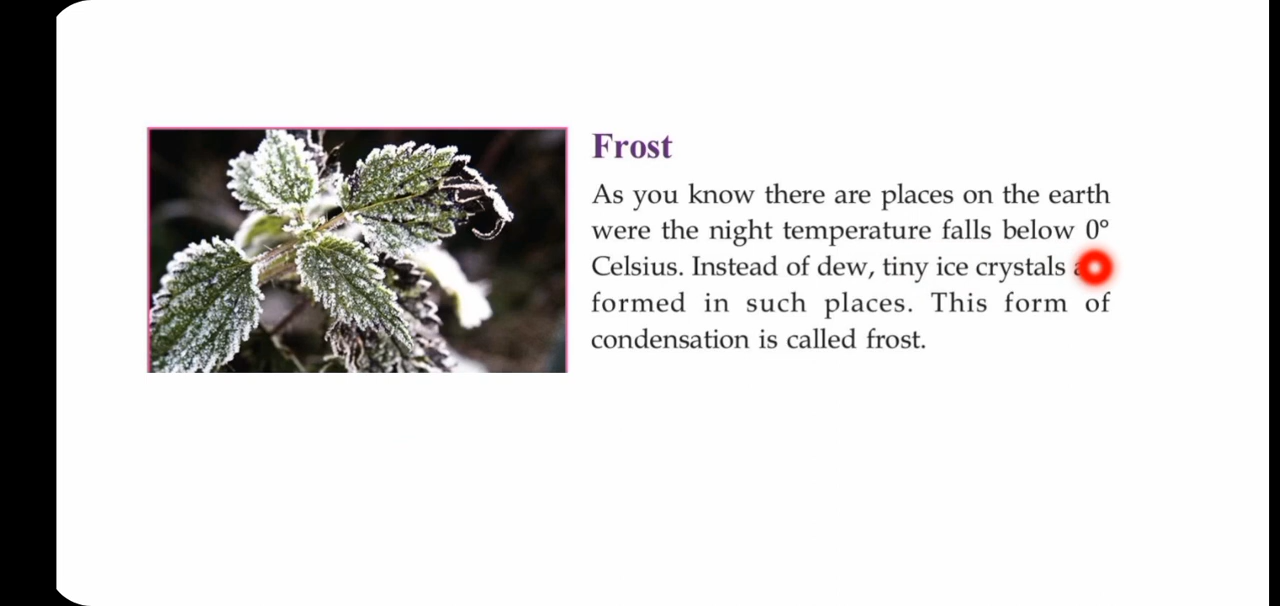 Frost
As you know there are places on the earth
were the night temperature falls below 0°
Celsius. Instead of dew, tiny ice crystals
formed in such places. This form of
condensation is called frost.